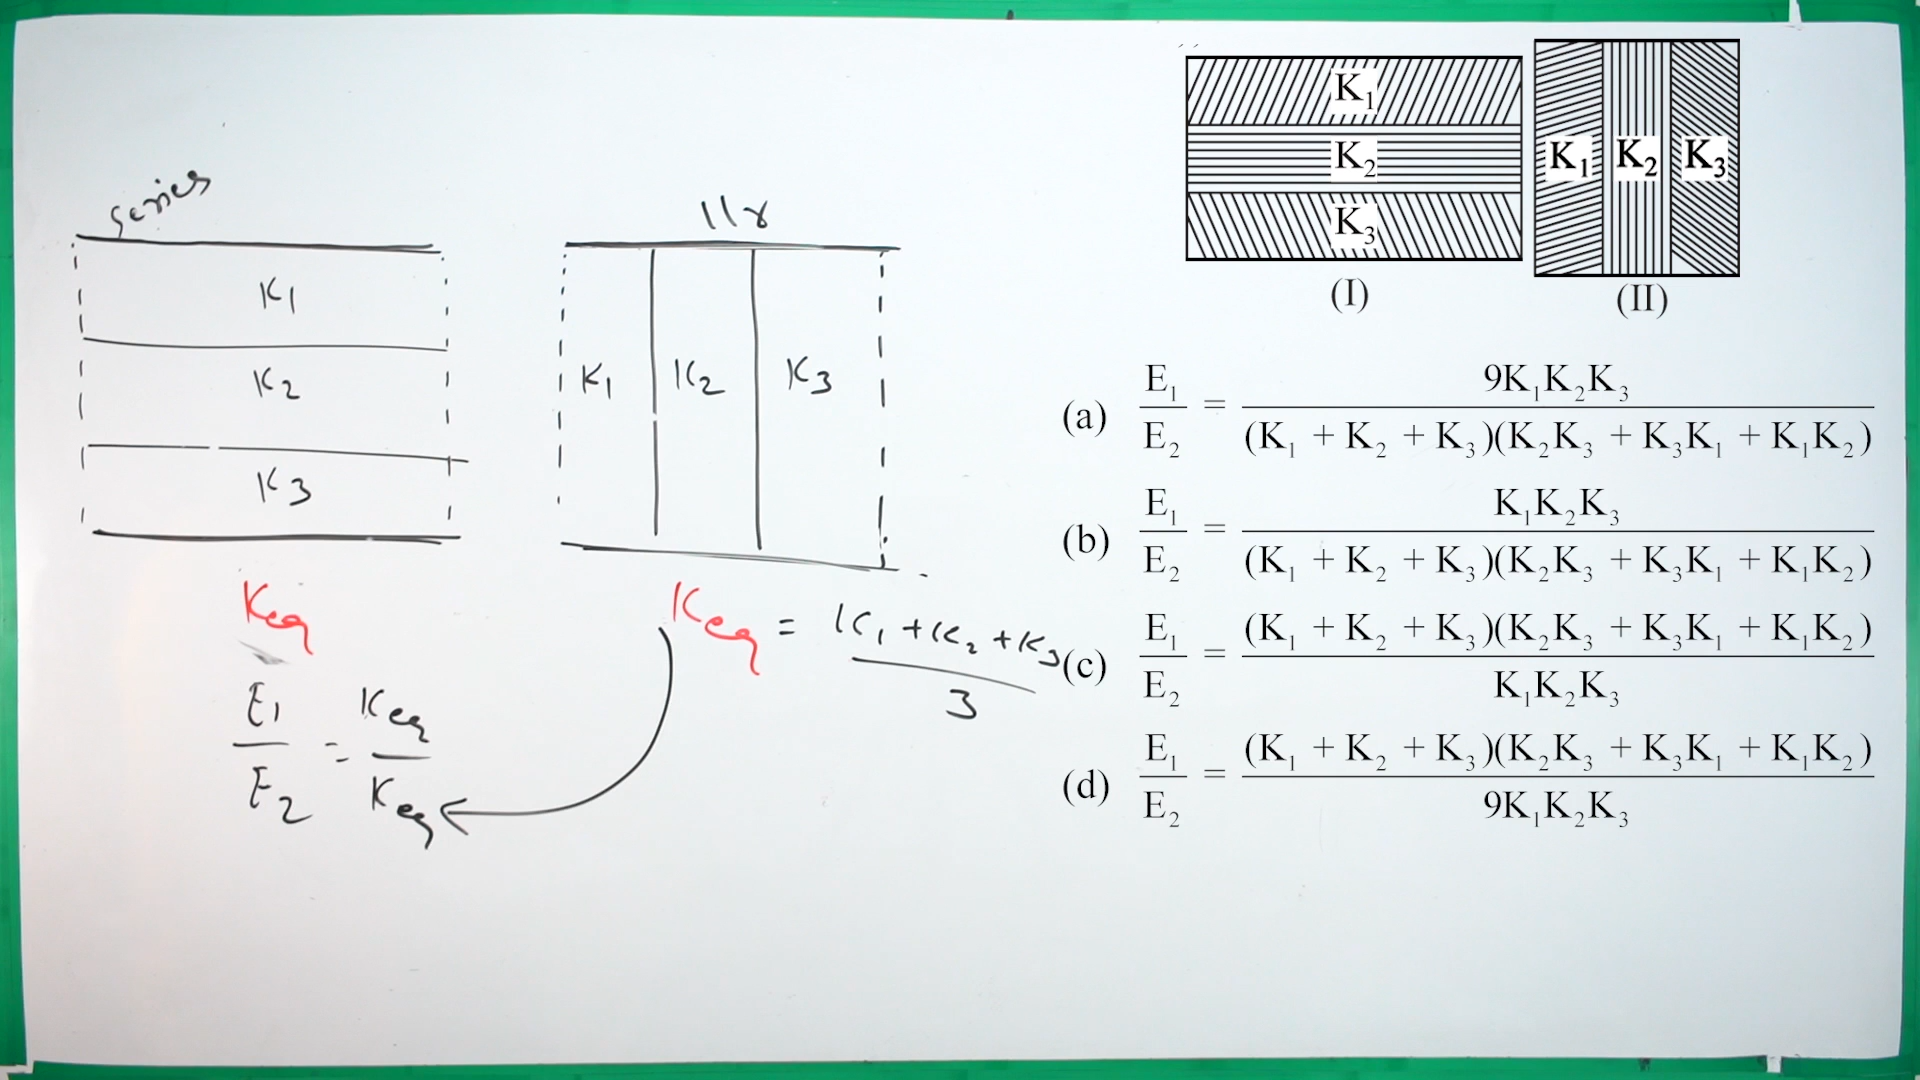 Series
K1
K2
K3
Keq
E1/E2 = Keq/Keq
llr
K1 K2 K3
Keq = K1 + K2 + K3 / 3
K₁
K₂
K₃
(I)
K₁ K₂ K₃
(II)
(a) E₁/E₂ = 9K₁K₂K₃ / (K₁ + K₂ + K₃)(K₂K₃ + K₃K₁ + K₁K₂)
(b) E₁/E₂ = K₁K₂K₃ / (K₁ + K₂ + K₃)(K₂K₃ + K₃K₁ + K₁K₂)
(c) E₁/E₂ = (K₁ + K₂ + K₃)(K₂K₃ + K₃K₁ + K₁K₂) / K₁K₂K₃
(d) E₁/E₂ = (K₁ + K₂ + K₃)(K₂K₃ + K₃K₁ + K₁K₂) / 9K₁K₂K₃